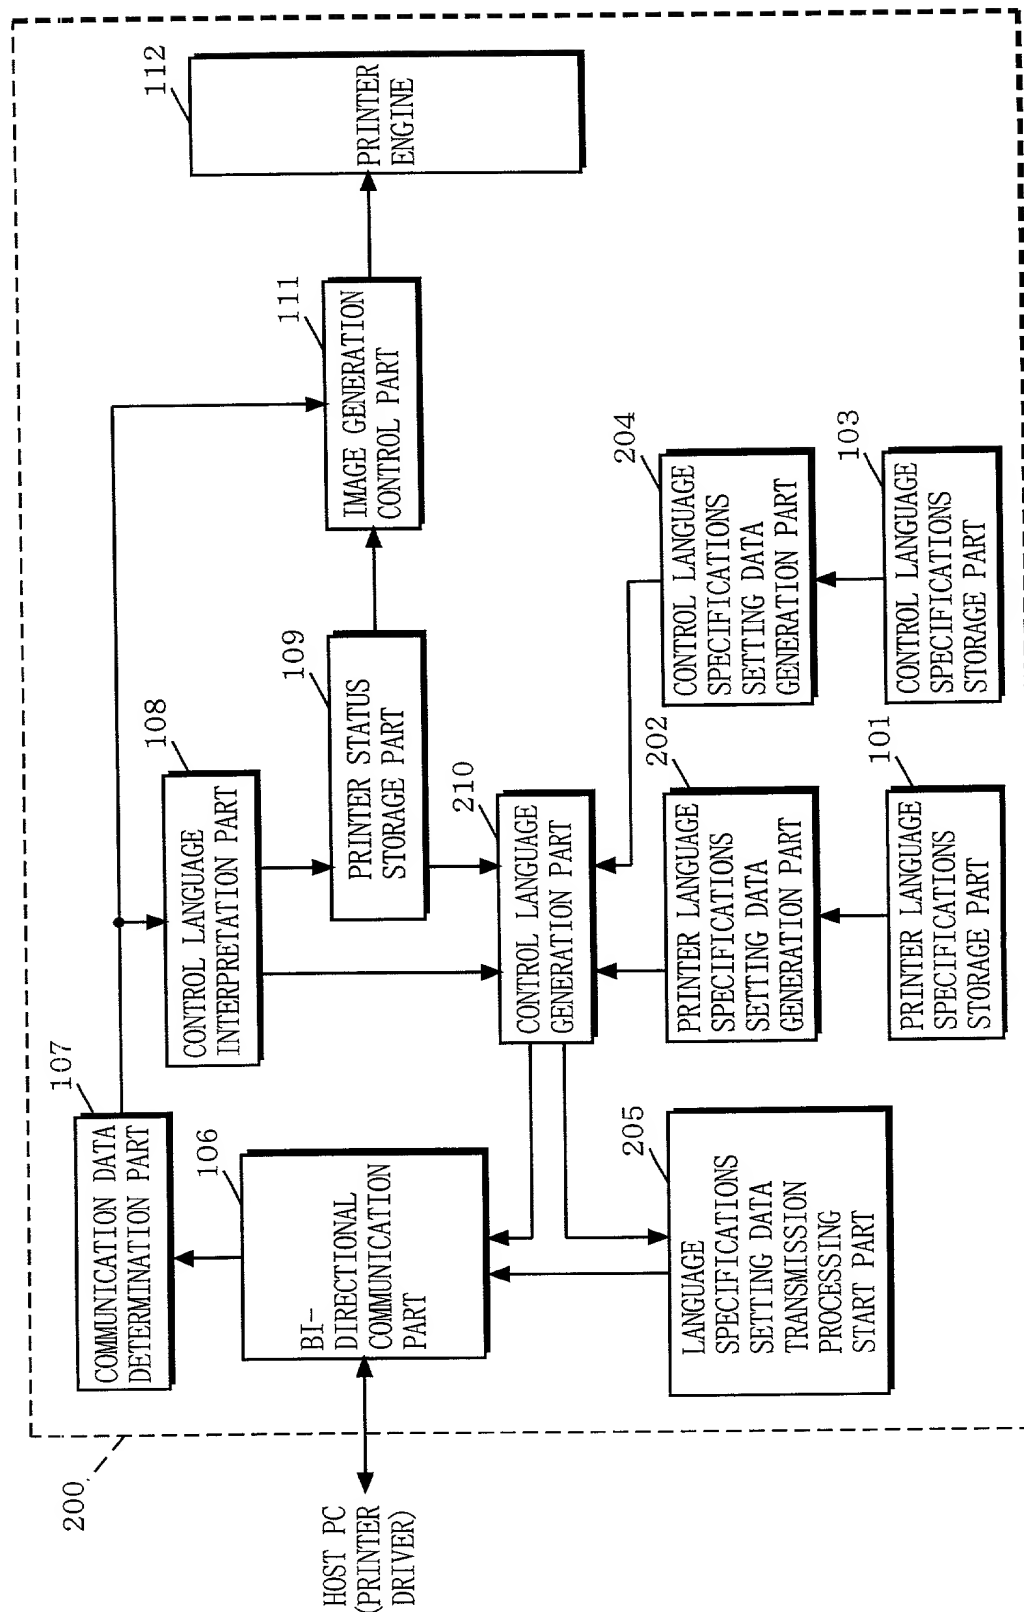 200
HOST PC
(PRINTER
DRIVER)
107
COMMUNICATION DATA
DETERMINATION PART
106
BI-
DIRECTIONAL
COMMUNICATION
PART
205
LANGUAGE
SPECIFICATIONS
SETTING DATA
TRANSMISSION
PROCESSING
START PART
108
CONTROL LANGUAGE
INTERPRETATION PART
109
PRINTER STATUS
STORAGE PART
210
CONTROL LANGUAGE
GENERATION PART
202
PRINTER LANGUAGE
SPECIFICATIONS
SETTING DATA
GENERATION PART
101
PRINTER LANGUAGE
SPECIFICATIONS
STORAGE PART
111
IMAGE GENERATION
CONTROL PART
204
CONTROL LANGUAGE
SPECIFICATIONS
SETTING DATA
GENERATION PART
103
CONTROL LANGUAGE
SPECIFICATIONS
STORAGE PART
112
PRINTER
ENGINE